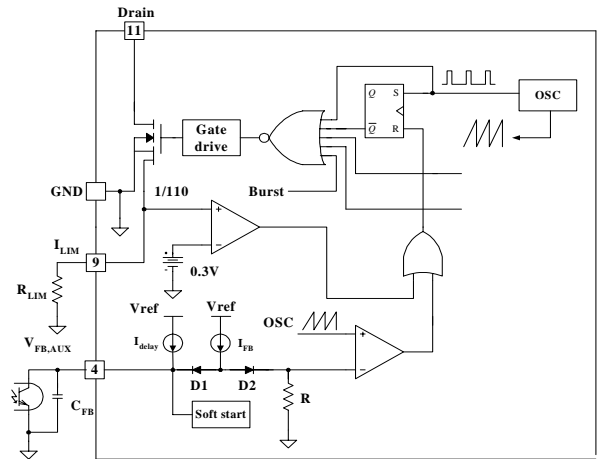 Drain
11
Q S
Q R
OSC
Gate
drive
GND
1/110
Burst
I_LIM
9
R_LIM
+
-
+
-
0.3V
Vref
Vref
OSC
V_FB,AUX
I_delay
I_FB
+
-
4
D1
D2
C_FB
Soft start
R